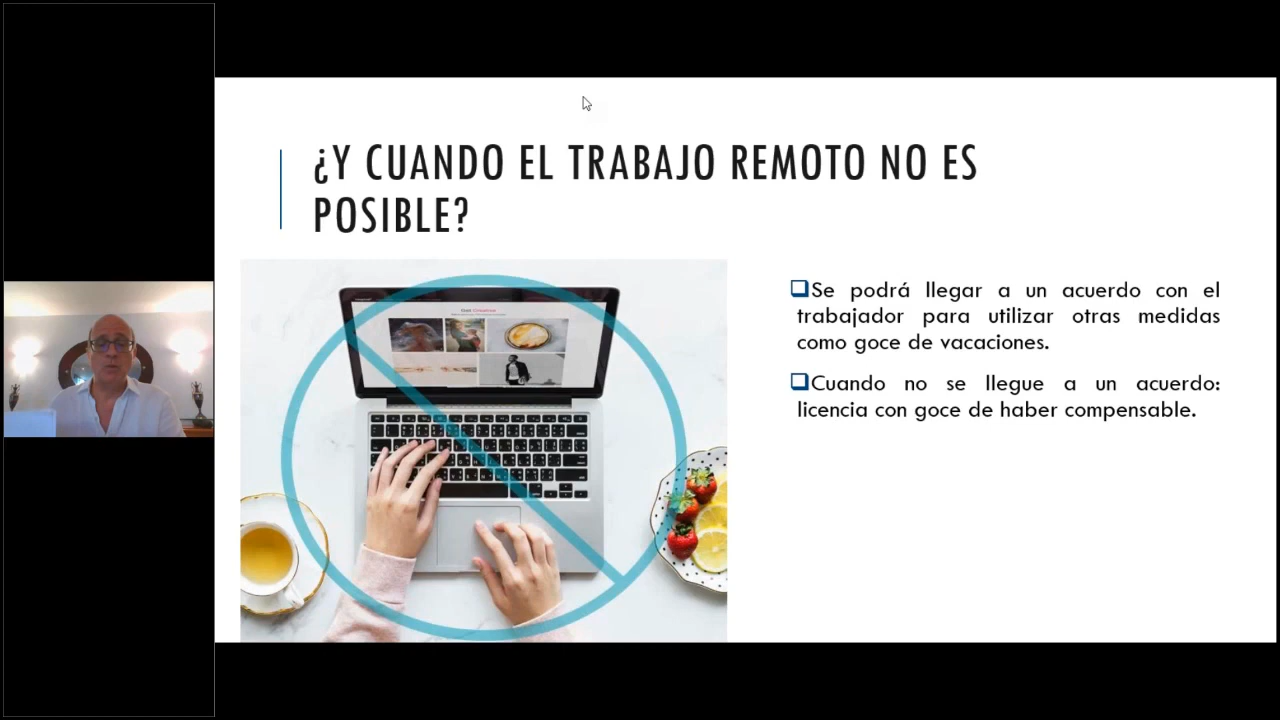 ¿Y CUANDO EL TRABAJO REMOTO NO ES
POSIBLE?
Se podrá llegar a un acuerdo con el
trabajador para utilizar otras medidas
como goce de vacaciones.
Cuando no se llegue a un acuerdo:
licencia con goce de haber compensable.